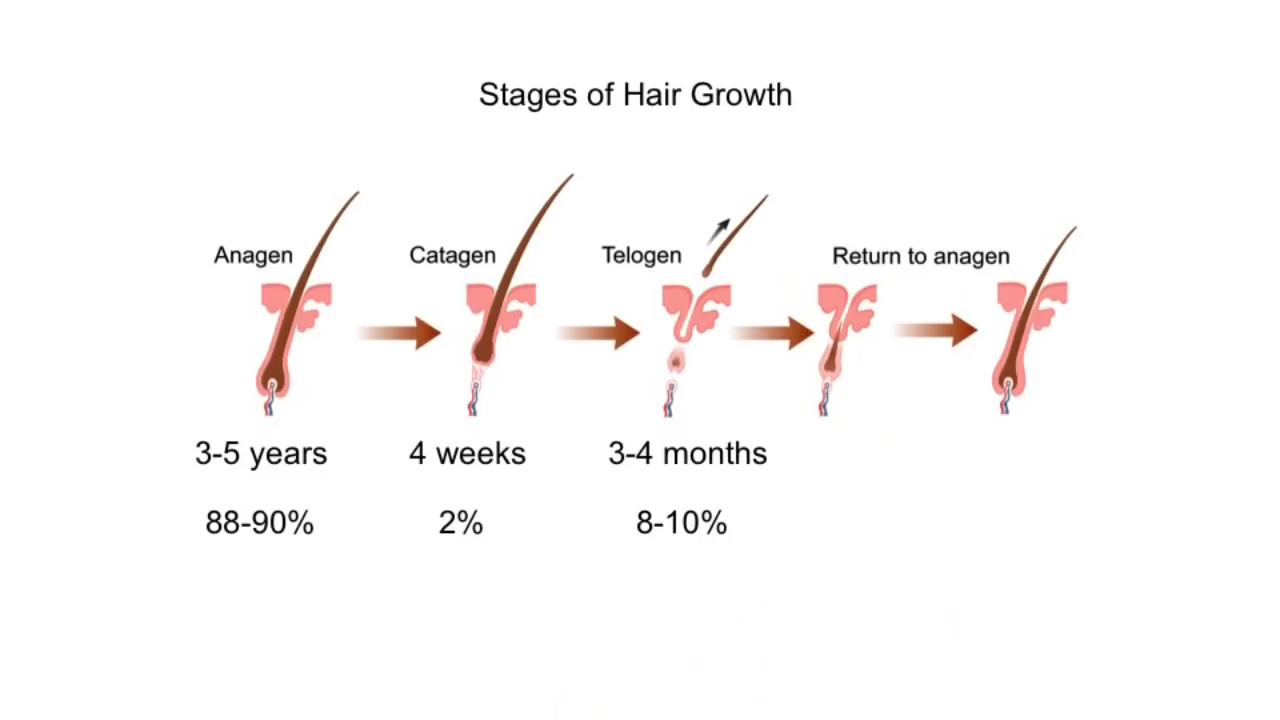 Stages of Hair Growth
Anagen
Catagen
Telogen
Return to anagen
3-5 years
4 weeks
3-4 months
88-90%
2%
8-10%